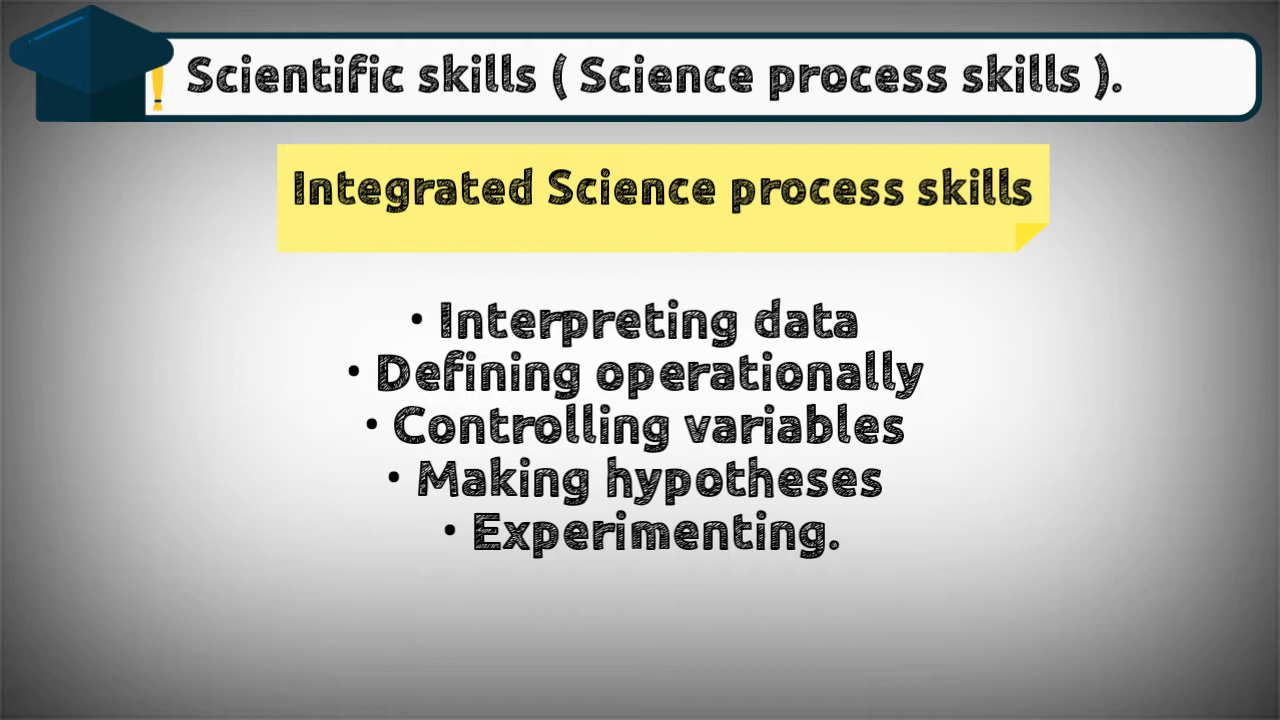 Scientific skills ( Science process skills ).
Integrated Science process skills
• Interpreting data
• Defining operationally
• Controlling variables
• Making hypotheses
• Experimenting.